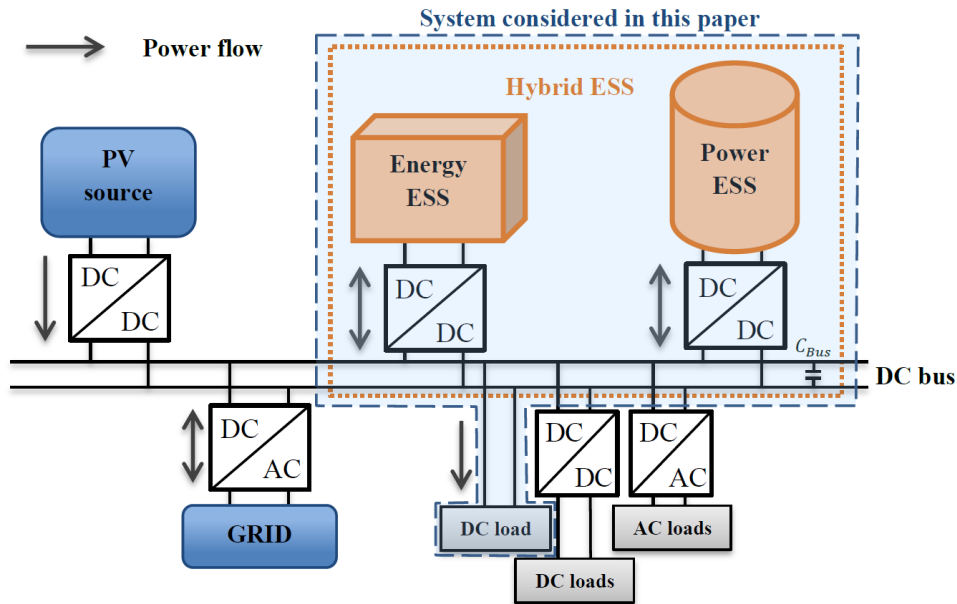 System considered in this paper
Power flow
Hybrid ESS
PV
source
Energy
ESS
Power
ESS
DC
DC
DC
DC
DC
DC
C_Bus
DC bus
DC
AC
DC
DC
DC
AC
GRID
DC load
AC loads
DC loads